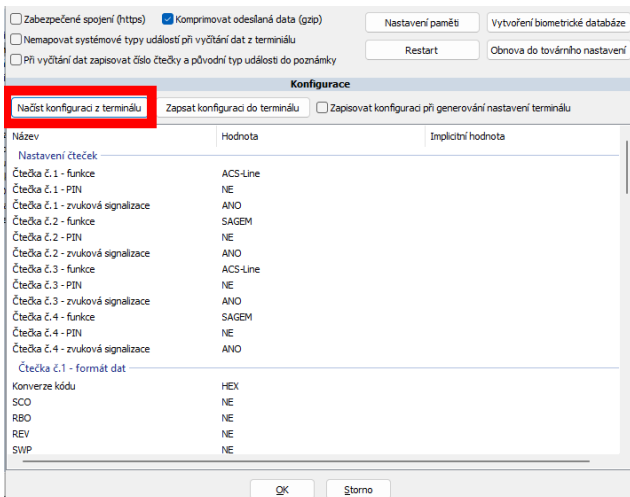 Zabezpečené spojení (https) Komprimovat odesílaná data (gzip) Nastavení paměti Vytvoření biometrické databáze
Nemapovat systémové typy událostí při vyčítání dat z terminálu
Restart Obnova do továrního nastavení
Při vyčítání dat zapisovat číslo čtečky a původní typ události do poznámky
Konfigurace
Načíst konfiguraci z terminálu Zapsat konfiguraci do terminálu Zapisovat konfiguraci při generování nastavení terminálu
Název Hodnota Implicitní hodnota
Nastavení čteček
Čtečka č.1 - funkce ACS-Line
Čtečka č.1 - PIN NE
Čtečka č.1 - zvuková signalizace ANO
Čtečka č.2 - funkce SAGEM
Čtečka č.2 - PIN NE
Čtečka č.2 - zvuková signalizace ANO
Čtečka č.3 - funkce ACS-Line
Čtečka č.3 - PIN NE
Čtečka č.3 - zvuková signalizace ANO
Čtečka č.4 - funkce SAGEM
Čtečka č.4 - PIN NE
Čtečka č.4 - zvuková signalizace ANO
Čtečka č.1 - formát dat
Konverze kódu HEX
SCO NE
RBO NE
REV NE
SWP NE
OK Storno